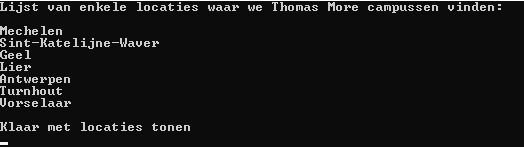 Lijst van enkele locaties waar we Thomas More campussen vinden:
Mechelen
Sint-Katelijne-Waver
Geel
Lier
Antwerpen
Turnhout
Vorselaar
Klaar met locaties tonen